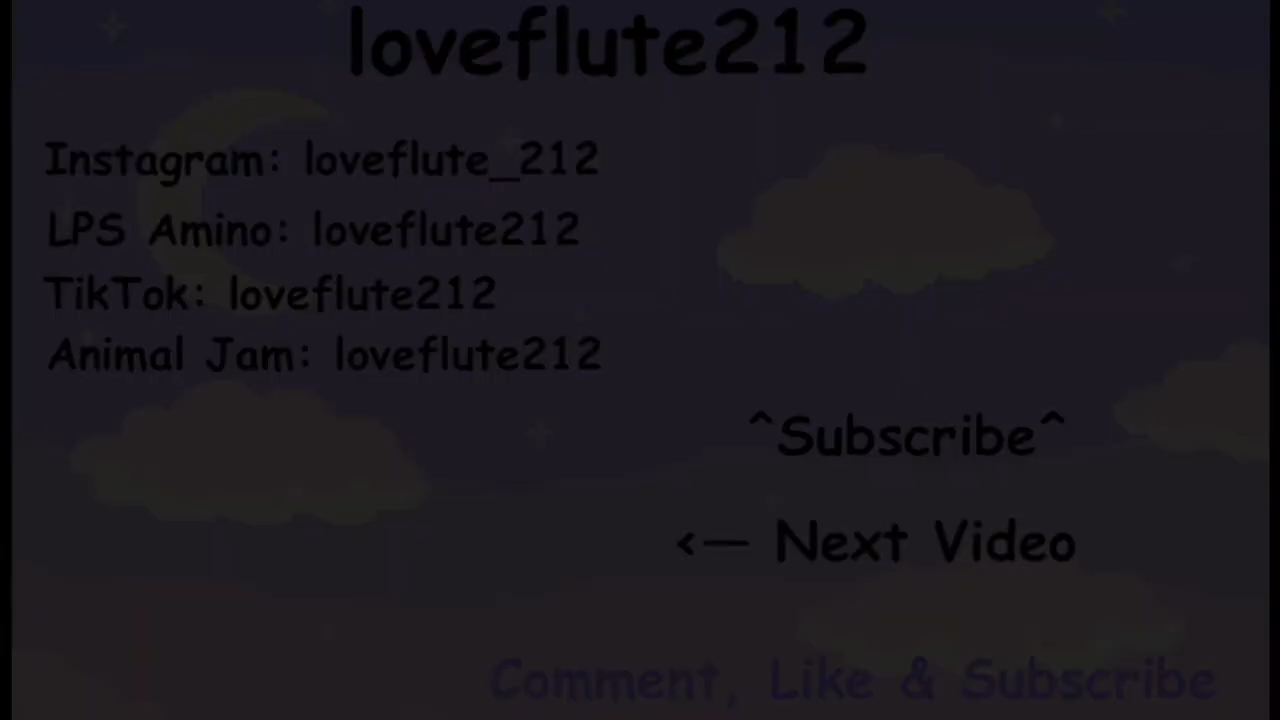 loveflute212
Instagram: loveflute_212
LPS Amino: loveflute212
TikTok: loveflute212
Animal Jam: loveflute212
^Subscribe^
<— Next Video
Comment, Like & Subscribe